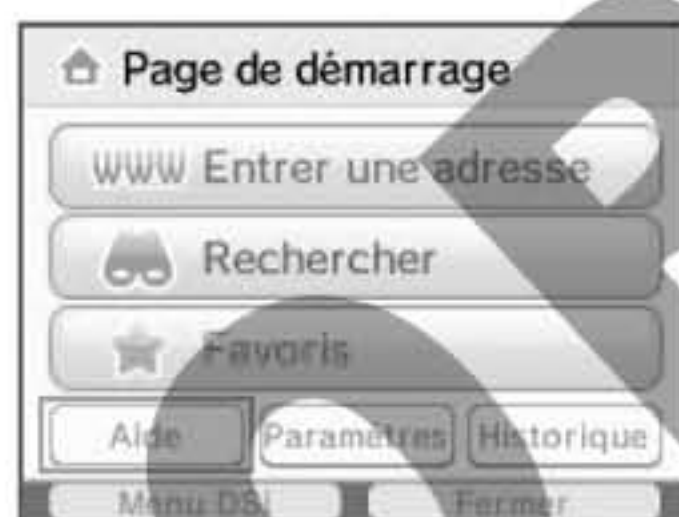 Page de démarrage
WWW Entrer une adresse
Rechercher
Favoris
Aide Paramètres Historique
Menu DSi Fermer